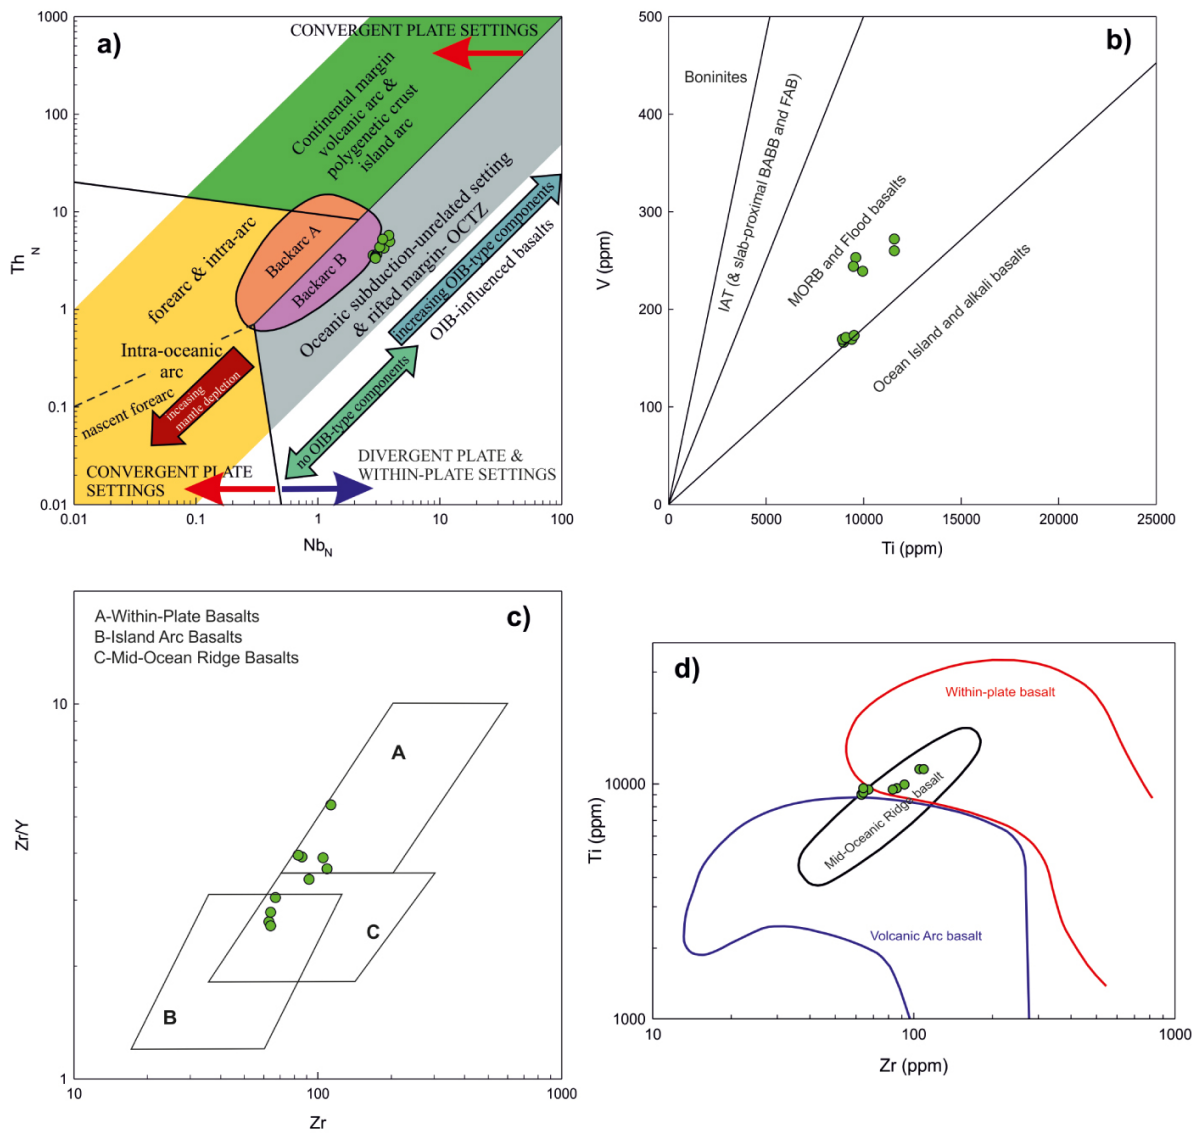 a)
CONVERGENT PLATE SETTINGS
Continental margin
volcanic arc &
polygenetic crust
island arc
Backarc A
Backarc B
forearc & intra-arc
Oceanic subduction-unrelated setting
& rifted margin- OCTZ
increasing OIB-type components
OIB-influenced basalts
Intra-oceanic
arc
nascent forearc
inceasing
mantle depletion
no OIB-type components
CONVERGENT PLATE
SETTINGS
DIVERGENT PLATE &
WITHIN-PLATE SETTINGS
1000
100
10
1
0.1
0.01
Th N
0.01
0.1
1
10
100
Nb N
b)
Boninites
IAT (& slab-proximal BABB and FAB)
MORB and Flood basalts
Ocean Island and alkali basalts
500
400
300
200
100
0
V (ppm)
0
5000
10000
15000
20000
25000
Ti (ppm)
c)
A-Within-Plate Basalts
B-Island Arc Basalts
C-Mid-Ocean Ridge Basalts
A
B
C
10
1
Zr/Y
10
100
1000
Zr
d)
Within-plate basalt
Mid-Oceanic Ridge basalt
Volcanic Arc basalt
10000
1000
Ti (ppm)
10
100
1000
Zr (ppm)